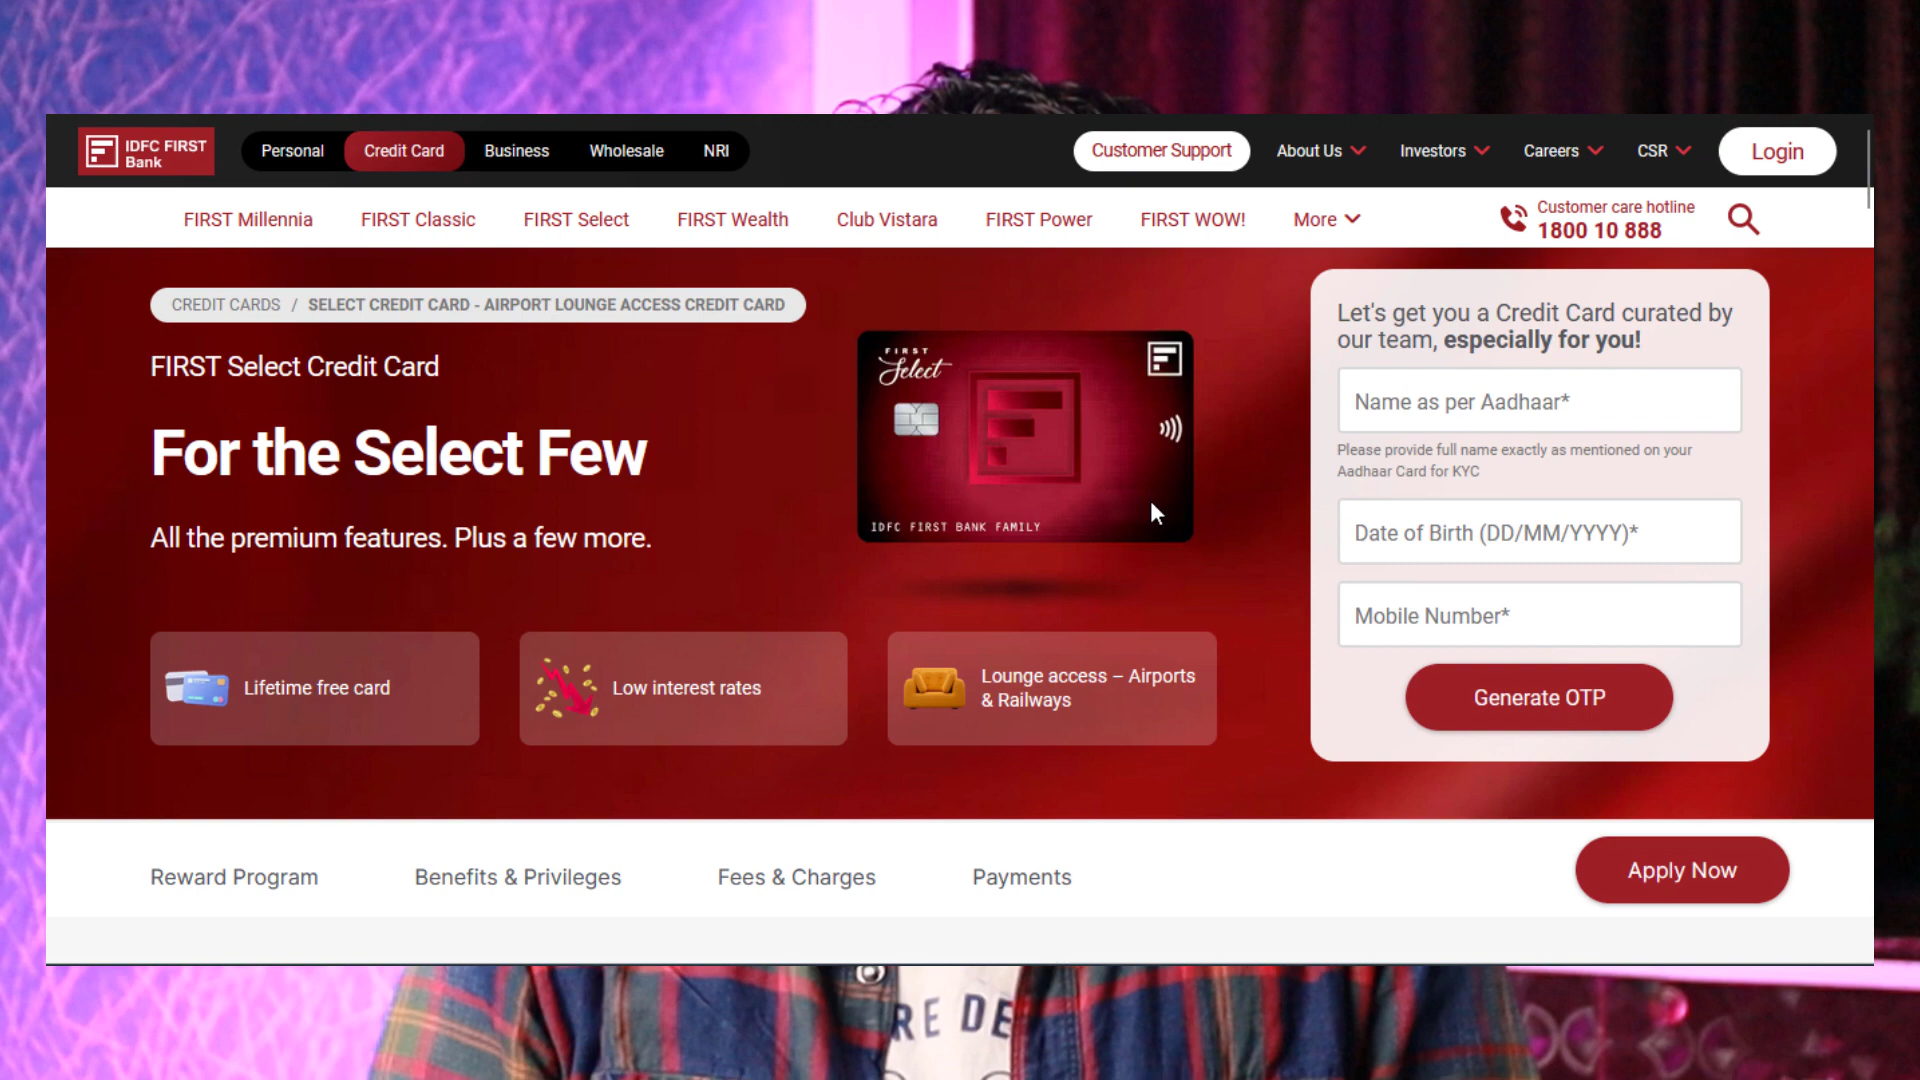 IDFC FIRST
Bank
Personal
Credit Card
Business
Wholesale
NRI
Customer Support
About Us
Investors
Careers
CSR
Login
FIRST Millennia
FIRST Classic
FIRST Select
FIRST Wealth
Club Vistara
FIRST Power
FIRST WOW!
More
Customer care hotline
1800 10 888
CREDIT CARDS / SELECT CREDIT CARD - AIRPORT LOUNGE ACCESS CREDIT CARD
FIRST Select Credit Card
For the Select Few
All the premium features. Plus a few more.
FIRST
Select
IDFC FIRST BANK FAMILY
Lifetime free card
Low interest rates
Lounge access – Airports
& Railways
Let's get you a Credit Card curated by
our team, especially for you!
Name as per Aadhaar*
Please provide full name exactly as mentioned on your
Aadhaar Card for KYC
Date of Birth (DD/MM/YYYY)*
Mobile Number*
Generate OTP
Reward Program
Benefits & Privileges
Fees & Charges
Payments
Apply Now
RE DE